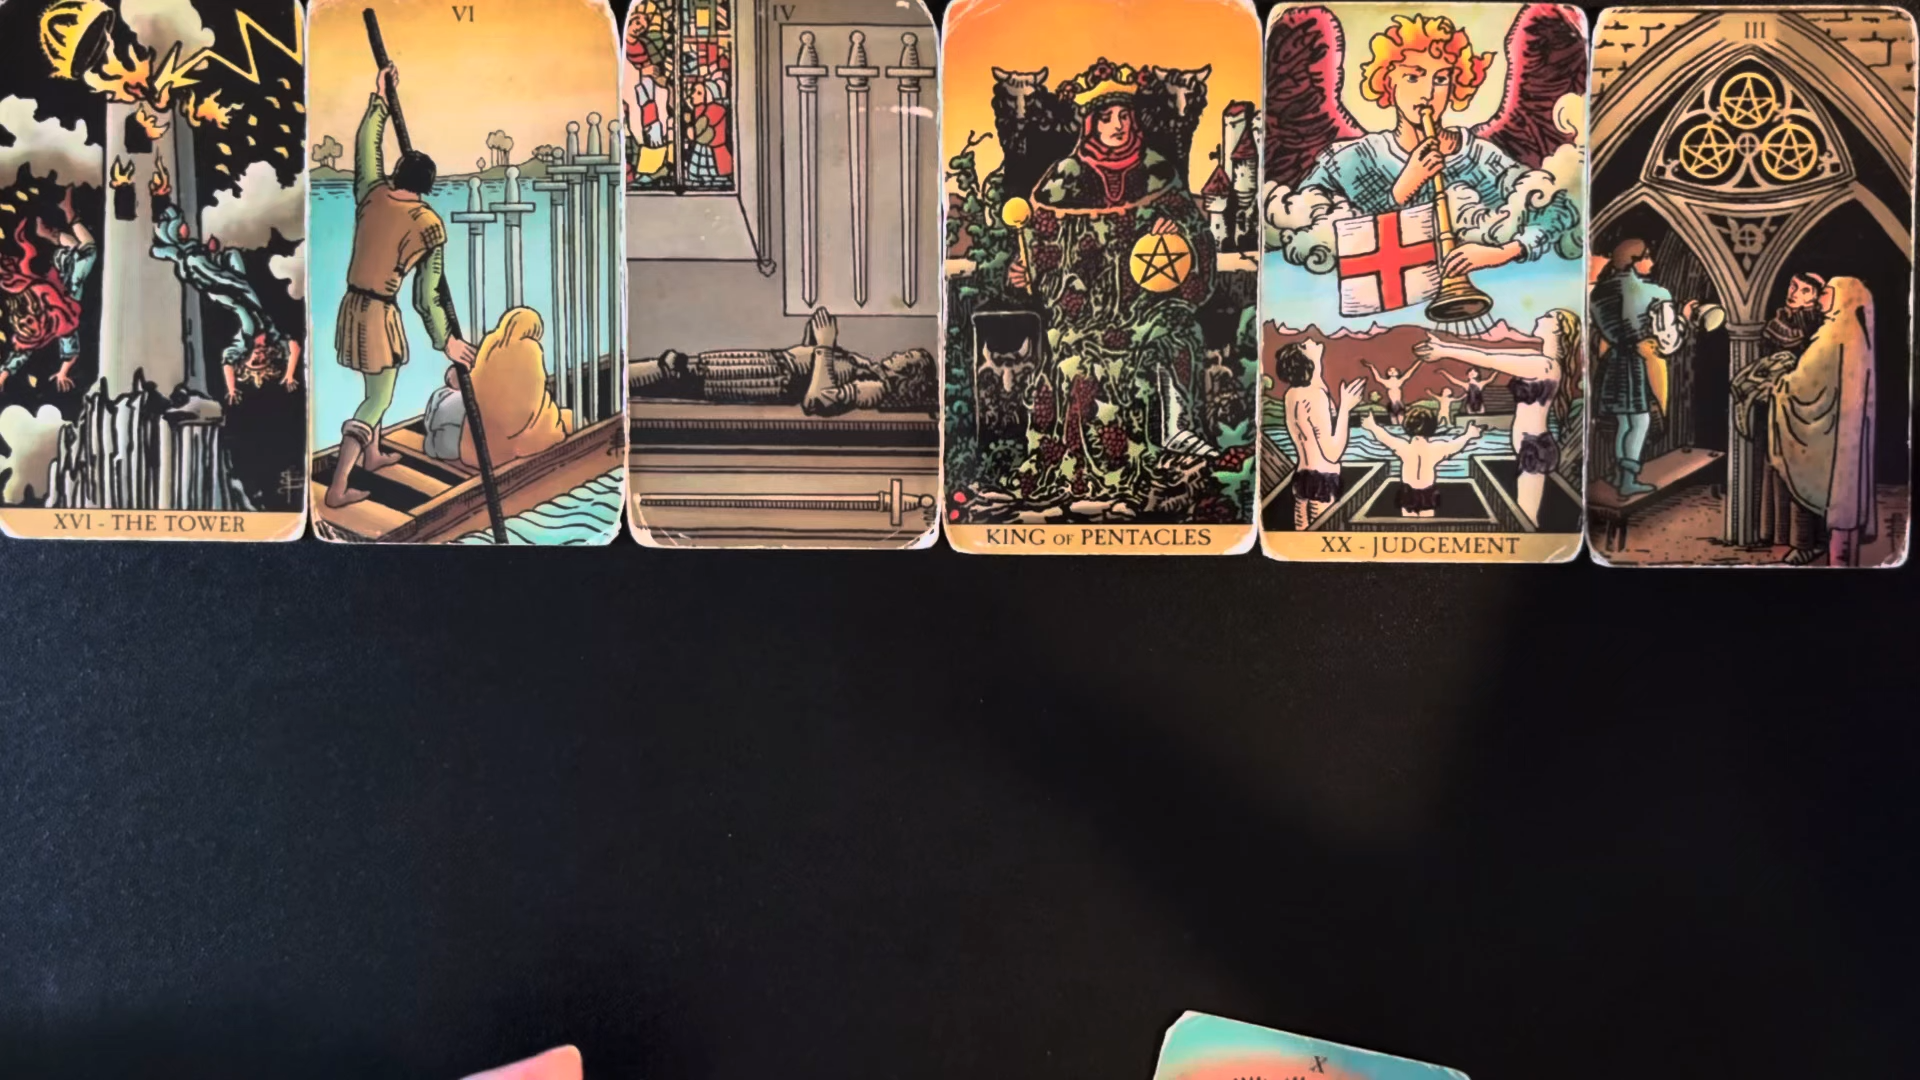 VI
IV
III
XVI - THE TOWER
KING OF PENTACLES
XX - JUDGEMENT
X